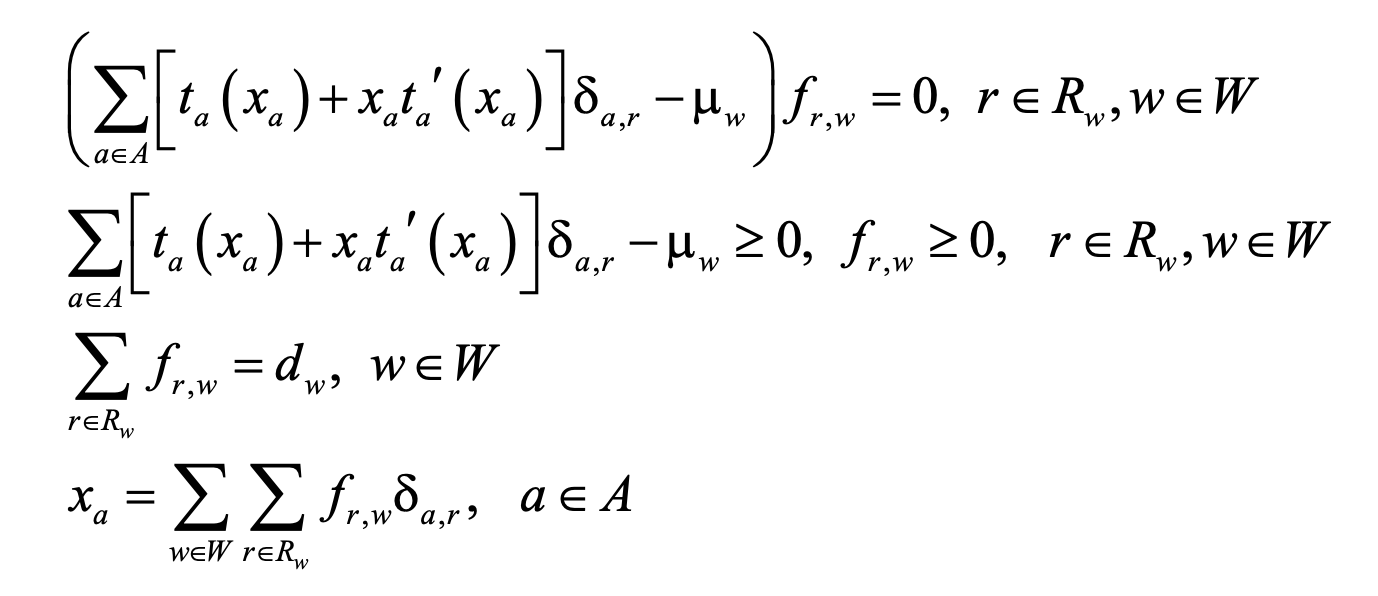 (∑_{a∈A}[t_a(x_a)+x_a t_a′(x_a)]δ_{a,r} − μ_w) f_{r,w} = 0, r ∈ R_w, w ∈ W
∑_{a∈A}[t_a(x_a)+x_a t_a′(x_a)]δ_{a,r} − μ_w ≥ 0, f_{r,w} ≥ 0, r ∈ R_w, w ∈ W
∑_{r∈R_w} f_{r,w} = d_w, w ∈ W
x_a = ∑_{w∈W} ∑_{r∈R_w} f_{r,w} δ_{a,r}, a ∈ A